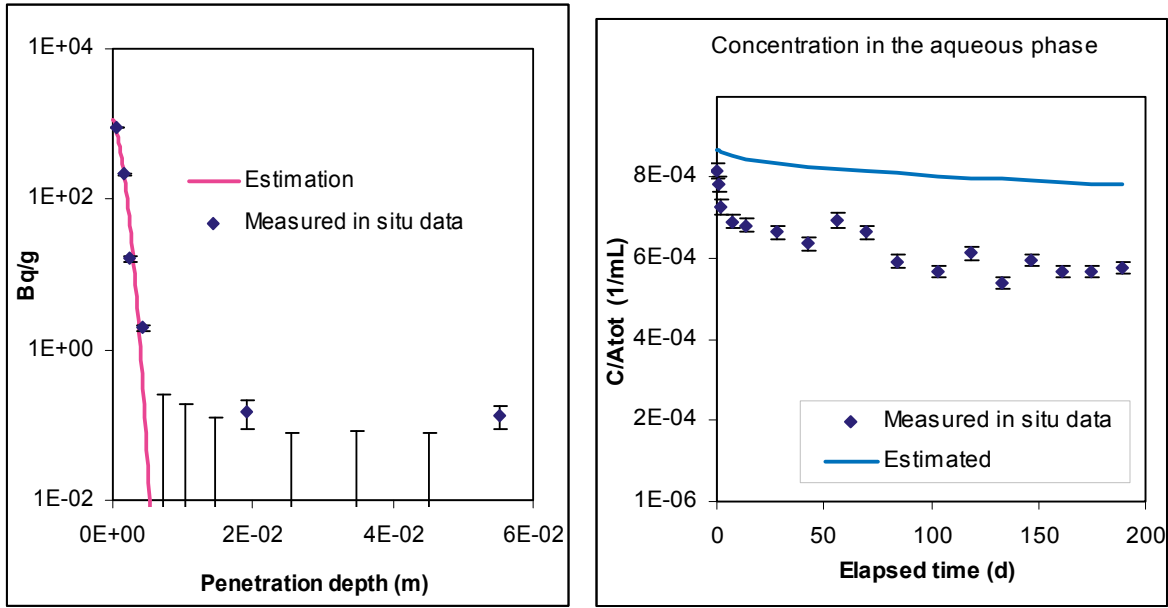 1E+04
1E+02
1E+00
1E-02
Bq/g
Estimation
Measured in situ data
0E+00 2E-02 4E-02 6E-02
Penetration depth (m)
Concentration in the aqueous phase
8E-04
6E-04
4E-04
2E-04
1E-06
C/Atot (1/mL)
Measured in situ data
Estimated
0 50 100 150 200
Elapsed time (d)